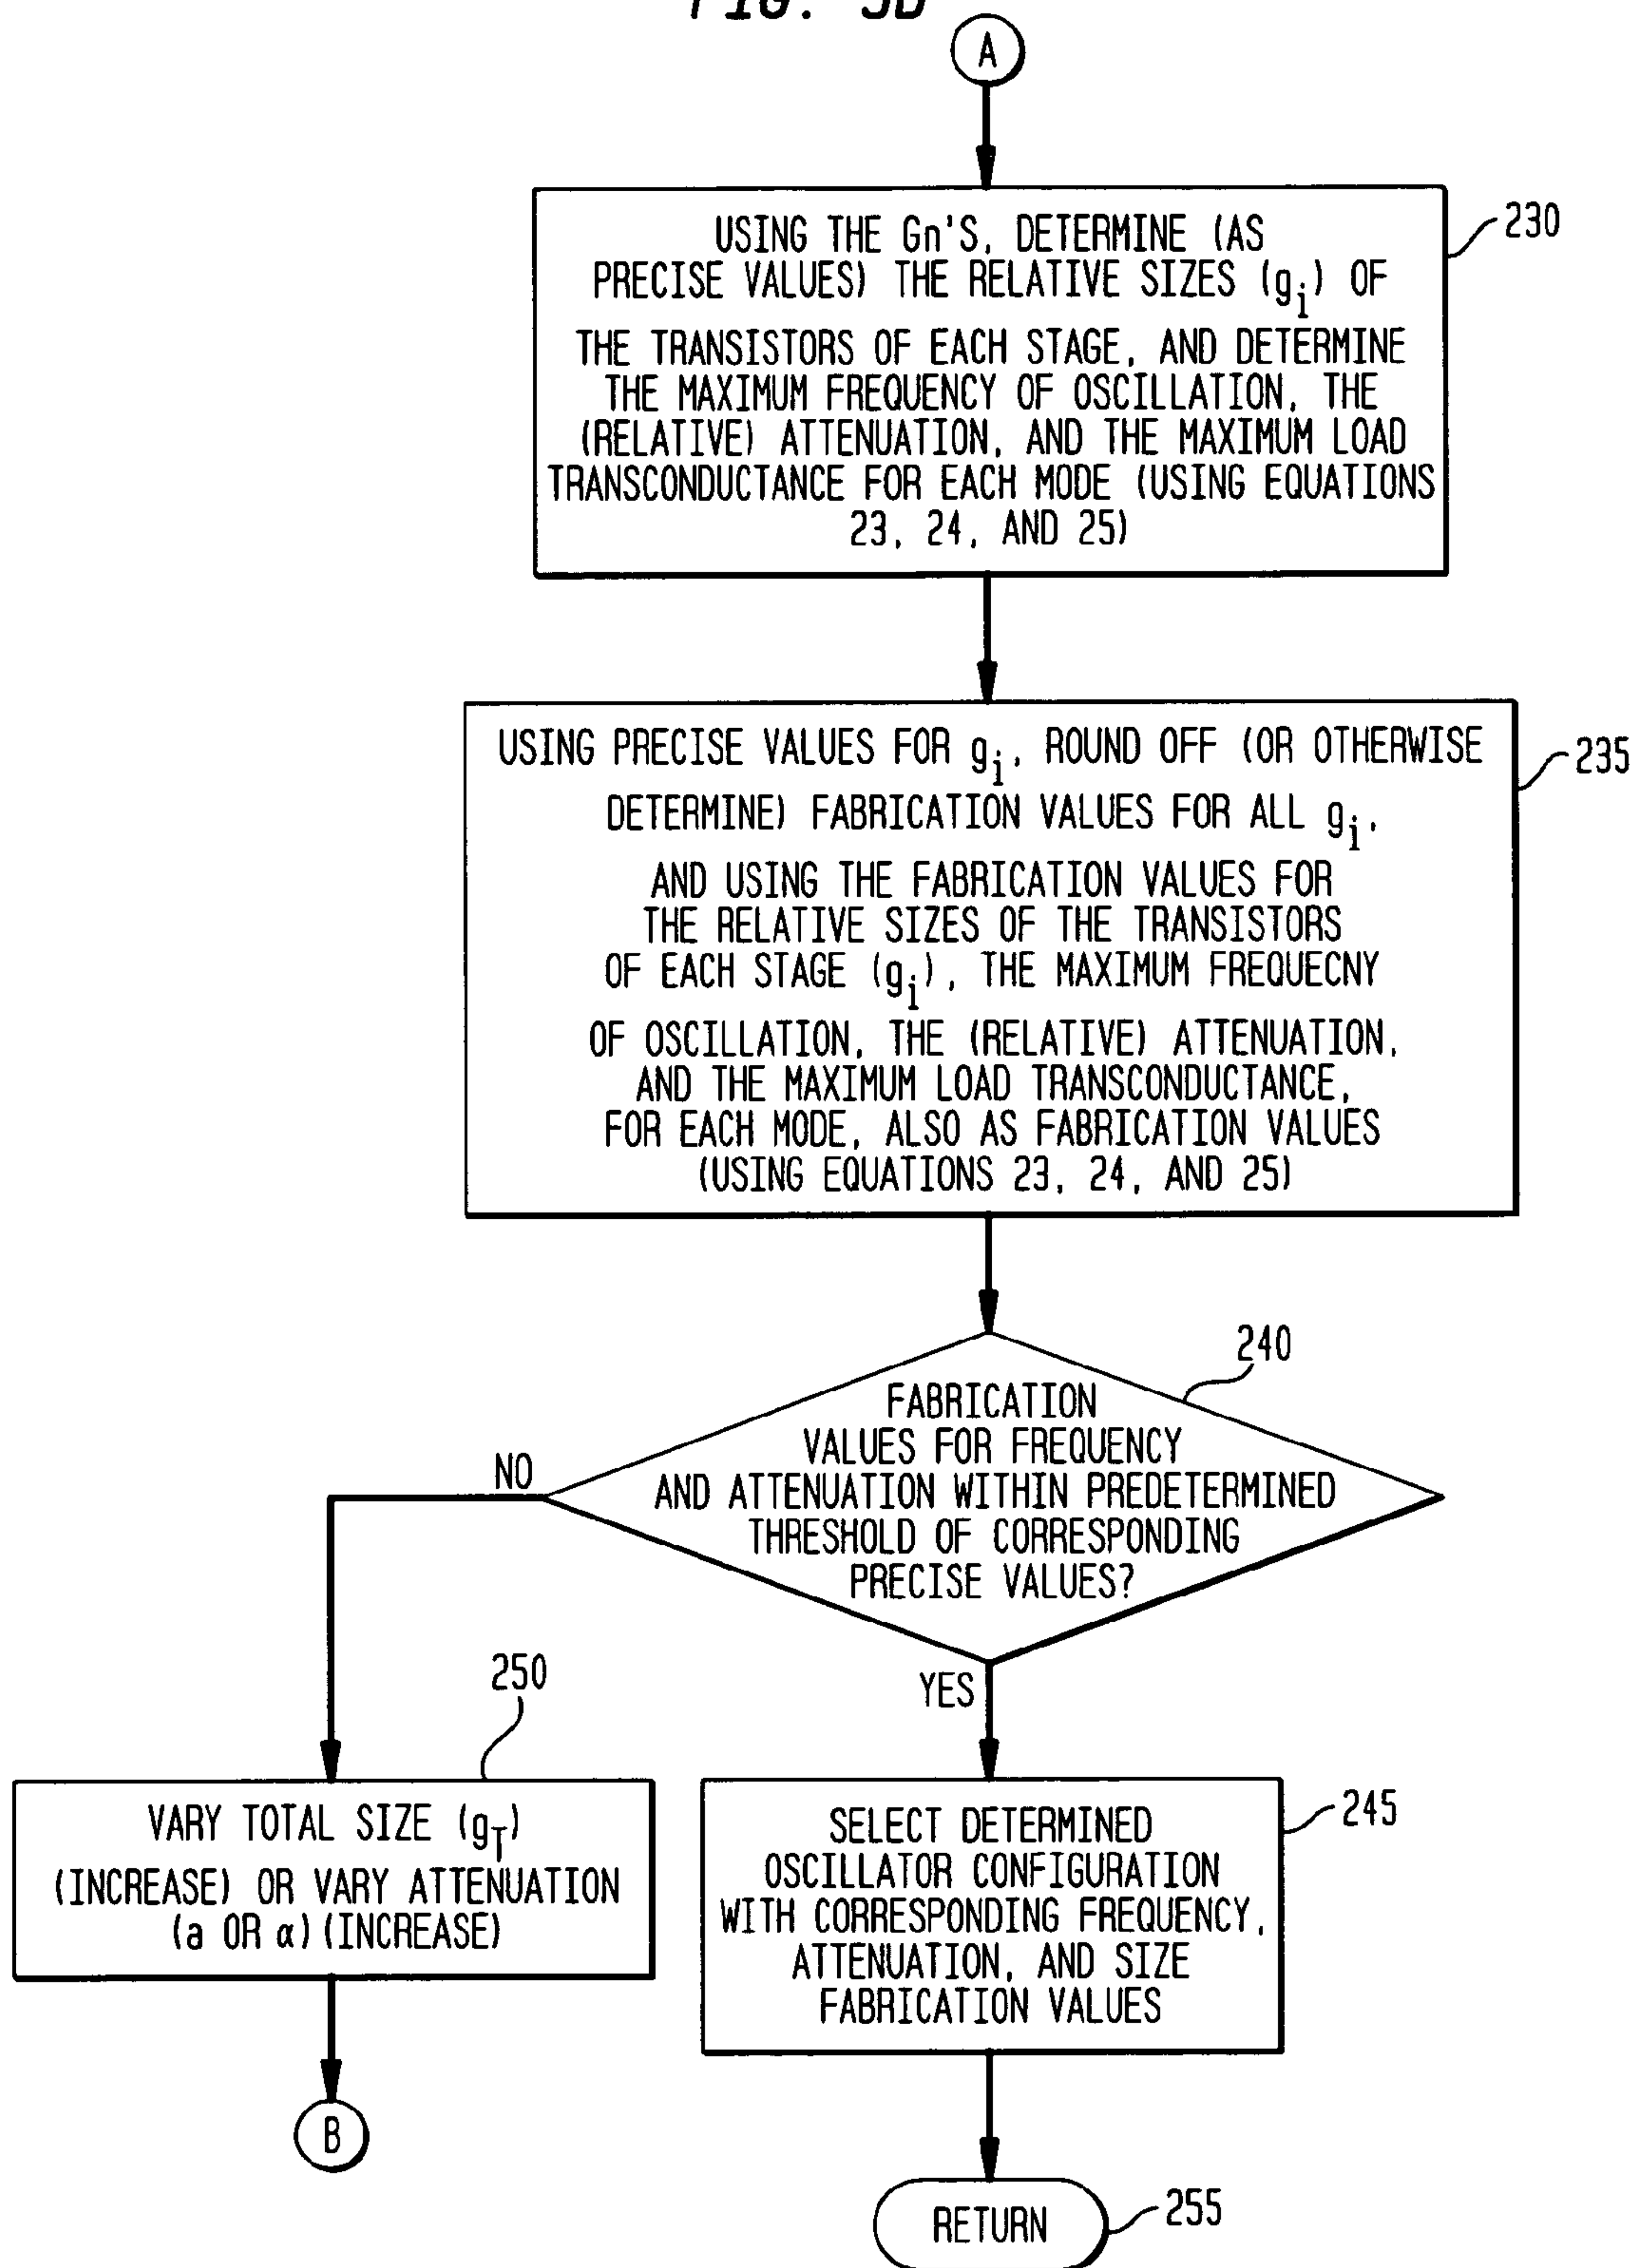 A
USING THE Gn'S, DETERMINE (AS
PRECISE VALUES) THE RELATIVE SIZES (gi) OF
THE TRANSISTORS OF EACH STAGE, AND DETERMINE
THE MAXIMUM FREQUENCY OF OSCILLATION, THE
(RELATIVE) ATTENUATION, AND THE MAXIMUM LOAD
TRANSCONDUCTANCE FOR EACH MODE (USING EQUATIONS
23, 24, AND 25)
230
USING PRECISE VALUES FOR gi, ROUND OFF (OR OTHERWISE
DETERMINE) FABRICATION VALUES FOR ALL gi,
AND USING THE FABRICATION VALUES FOR
THE RELATIVE SIZES OF THE TRANSISTORS
OF EACH STAGE (gi), THE MAXIMUM FREQUECNY
OF OSCILLATION, THE (RELATIVE) ATTENUATION,
AND THE MAXIMUM LOAD TRANSCONDUCTANCE,
FOR EACH MODE, ALSO AS FABRICATION VALUES
(USING EQUATIONS 23, 24, AND 25)
235
240
FABRICATION
VALUES FOR FREQUENCY
AND ATTENUATION WITHIN PREDETERMINED
THRESHOLD OF CORRESPONDING
PRECISE VALUES?
NO
YES
250
VARY TOTAL SIZE (gT)
(INCREASE) OR VARY ATTENUATION
(a OR α) (INCREASE)
245
SELECT DETERMINED
OSCILLATOR CONFIGURATION
WITH CORRESPONDING FREQUENCY,
ATTENUATION, AND SIZE
FABRICATION VALUES
B
RETURN
255